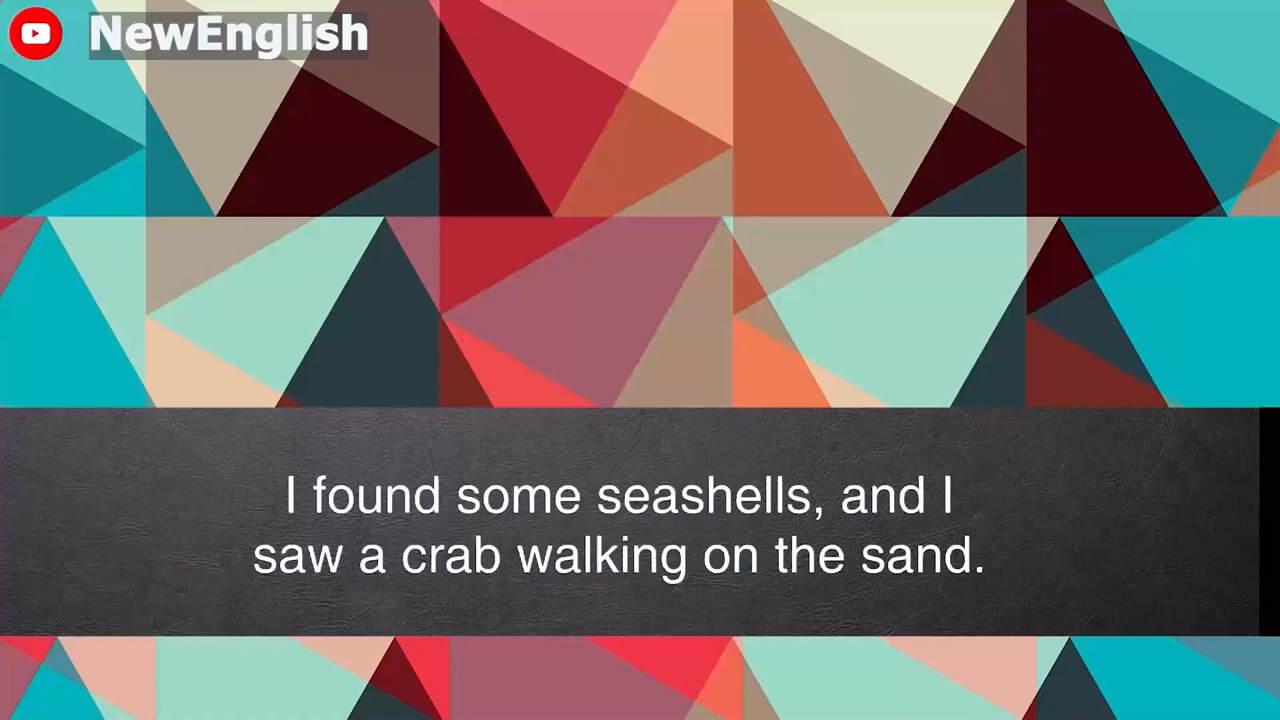 NewEnglish
I found some seashells, and I
saw a crab walking on the sand.